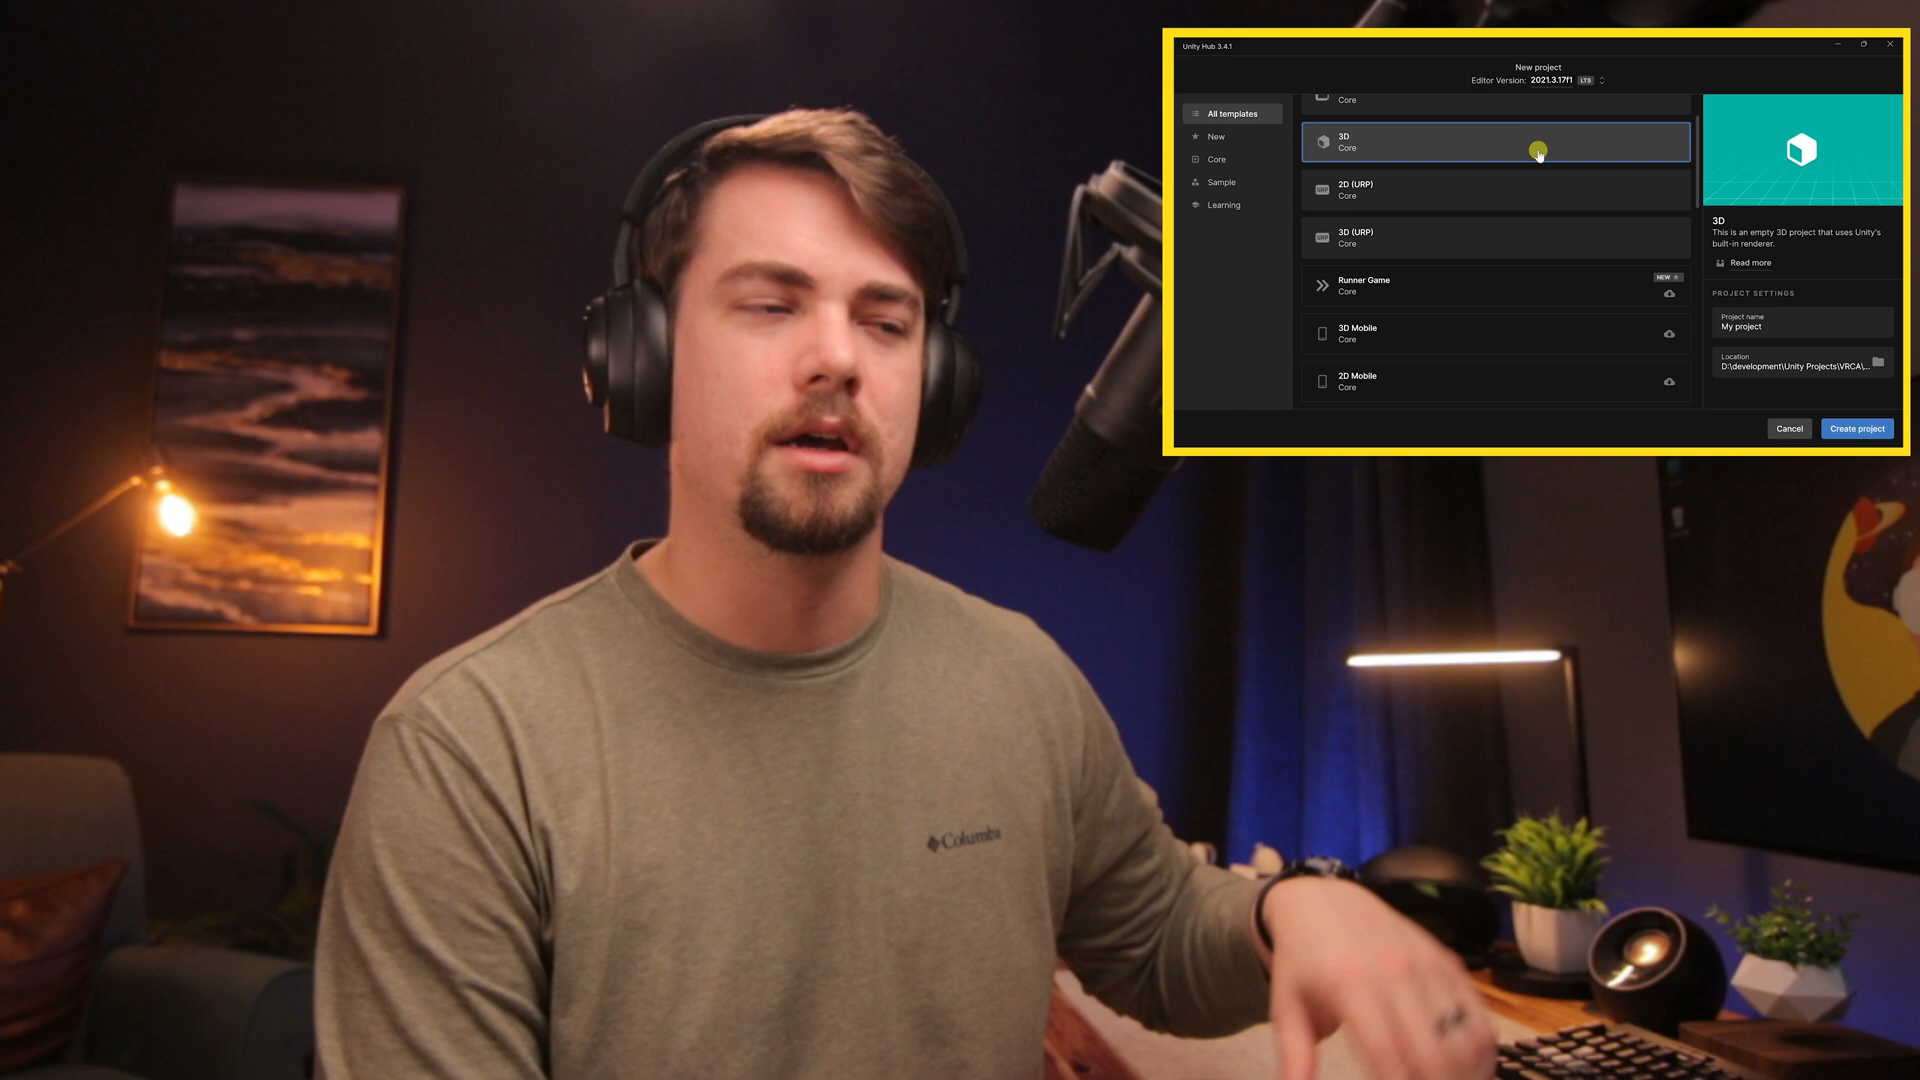 Unity Hub 3.4.1
New project
Editor Version: 2021.3.17f1 LTS
All templates
New
Core
Sample
Learning
Core
3D
Core
2D (URP)
Core
3D (URP)
Core
Runner Game
Core
NEW
3D Mobile
Core
2D Mobile
Core
SRP
SRP
3D
This is an empty 3D project that uses Unity's
built-in renderer.
Read more
PROJECT SETTINGS
Project name
My project
Location
D:\development\Unity Projects\VRCA\...
Cancel
Create project
Columbia